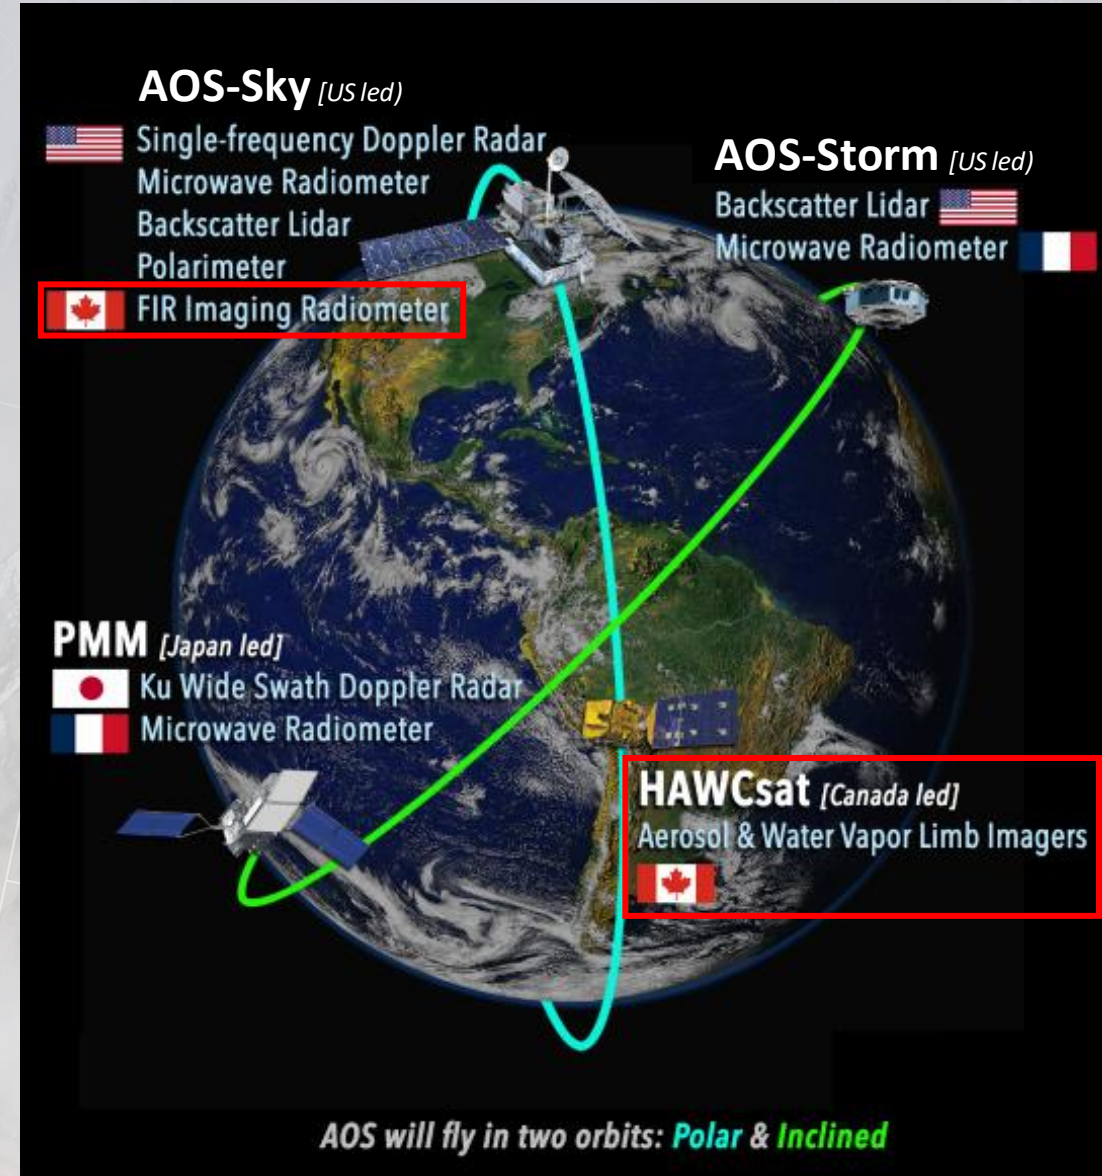 AOS-Sky [US led)
Single-frequency Doppler Radar
Microwave Radiometer
Backscatter Lidar
Polarimeter
FIR Imaging Radiometer
AOS-Storm [US led)
Backscatter Lidar
Microwave Radiometer
PMM [Japan led]
Ku Wide Swath Doppler Radar
Microwave Radiometer
HAWCsat [Canada led]
Aerosol & Water Vapor Limb Imagers
AOS will fly in two orbits: Polar & Inclined